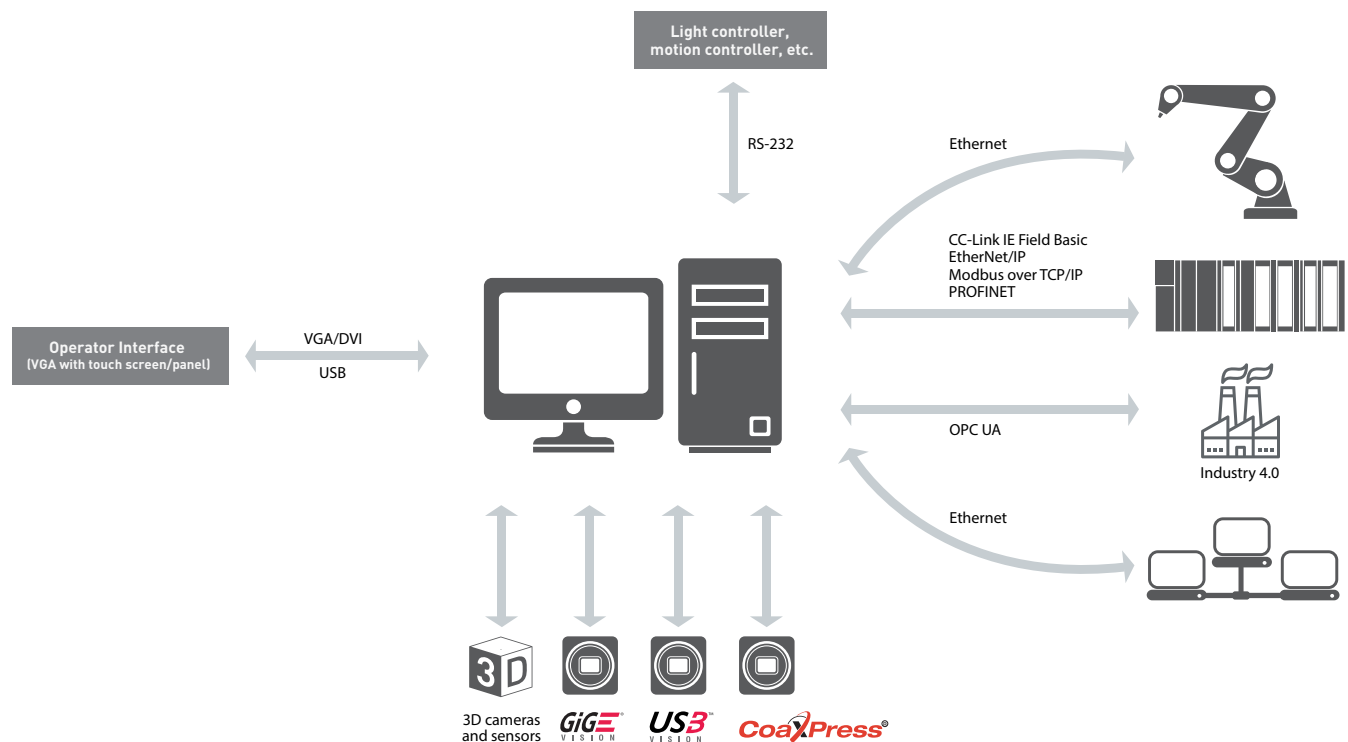 Light controller,
motion controller, etc.
RS-232
Ethernet
CC-Link IE Field Basic
EtherNet/IP
Modbus over TCP/IP
PROFINET
Operator Interface
(VGA with touch screen/panel)
VGA/DVI
USB
OPC UA
Industry 4.0
Ethernet
3D
3D cameras
and sensors
GiGE®
VISION
USB™
VISION
CoaXPress®